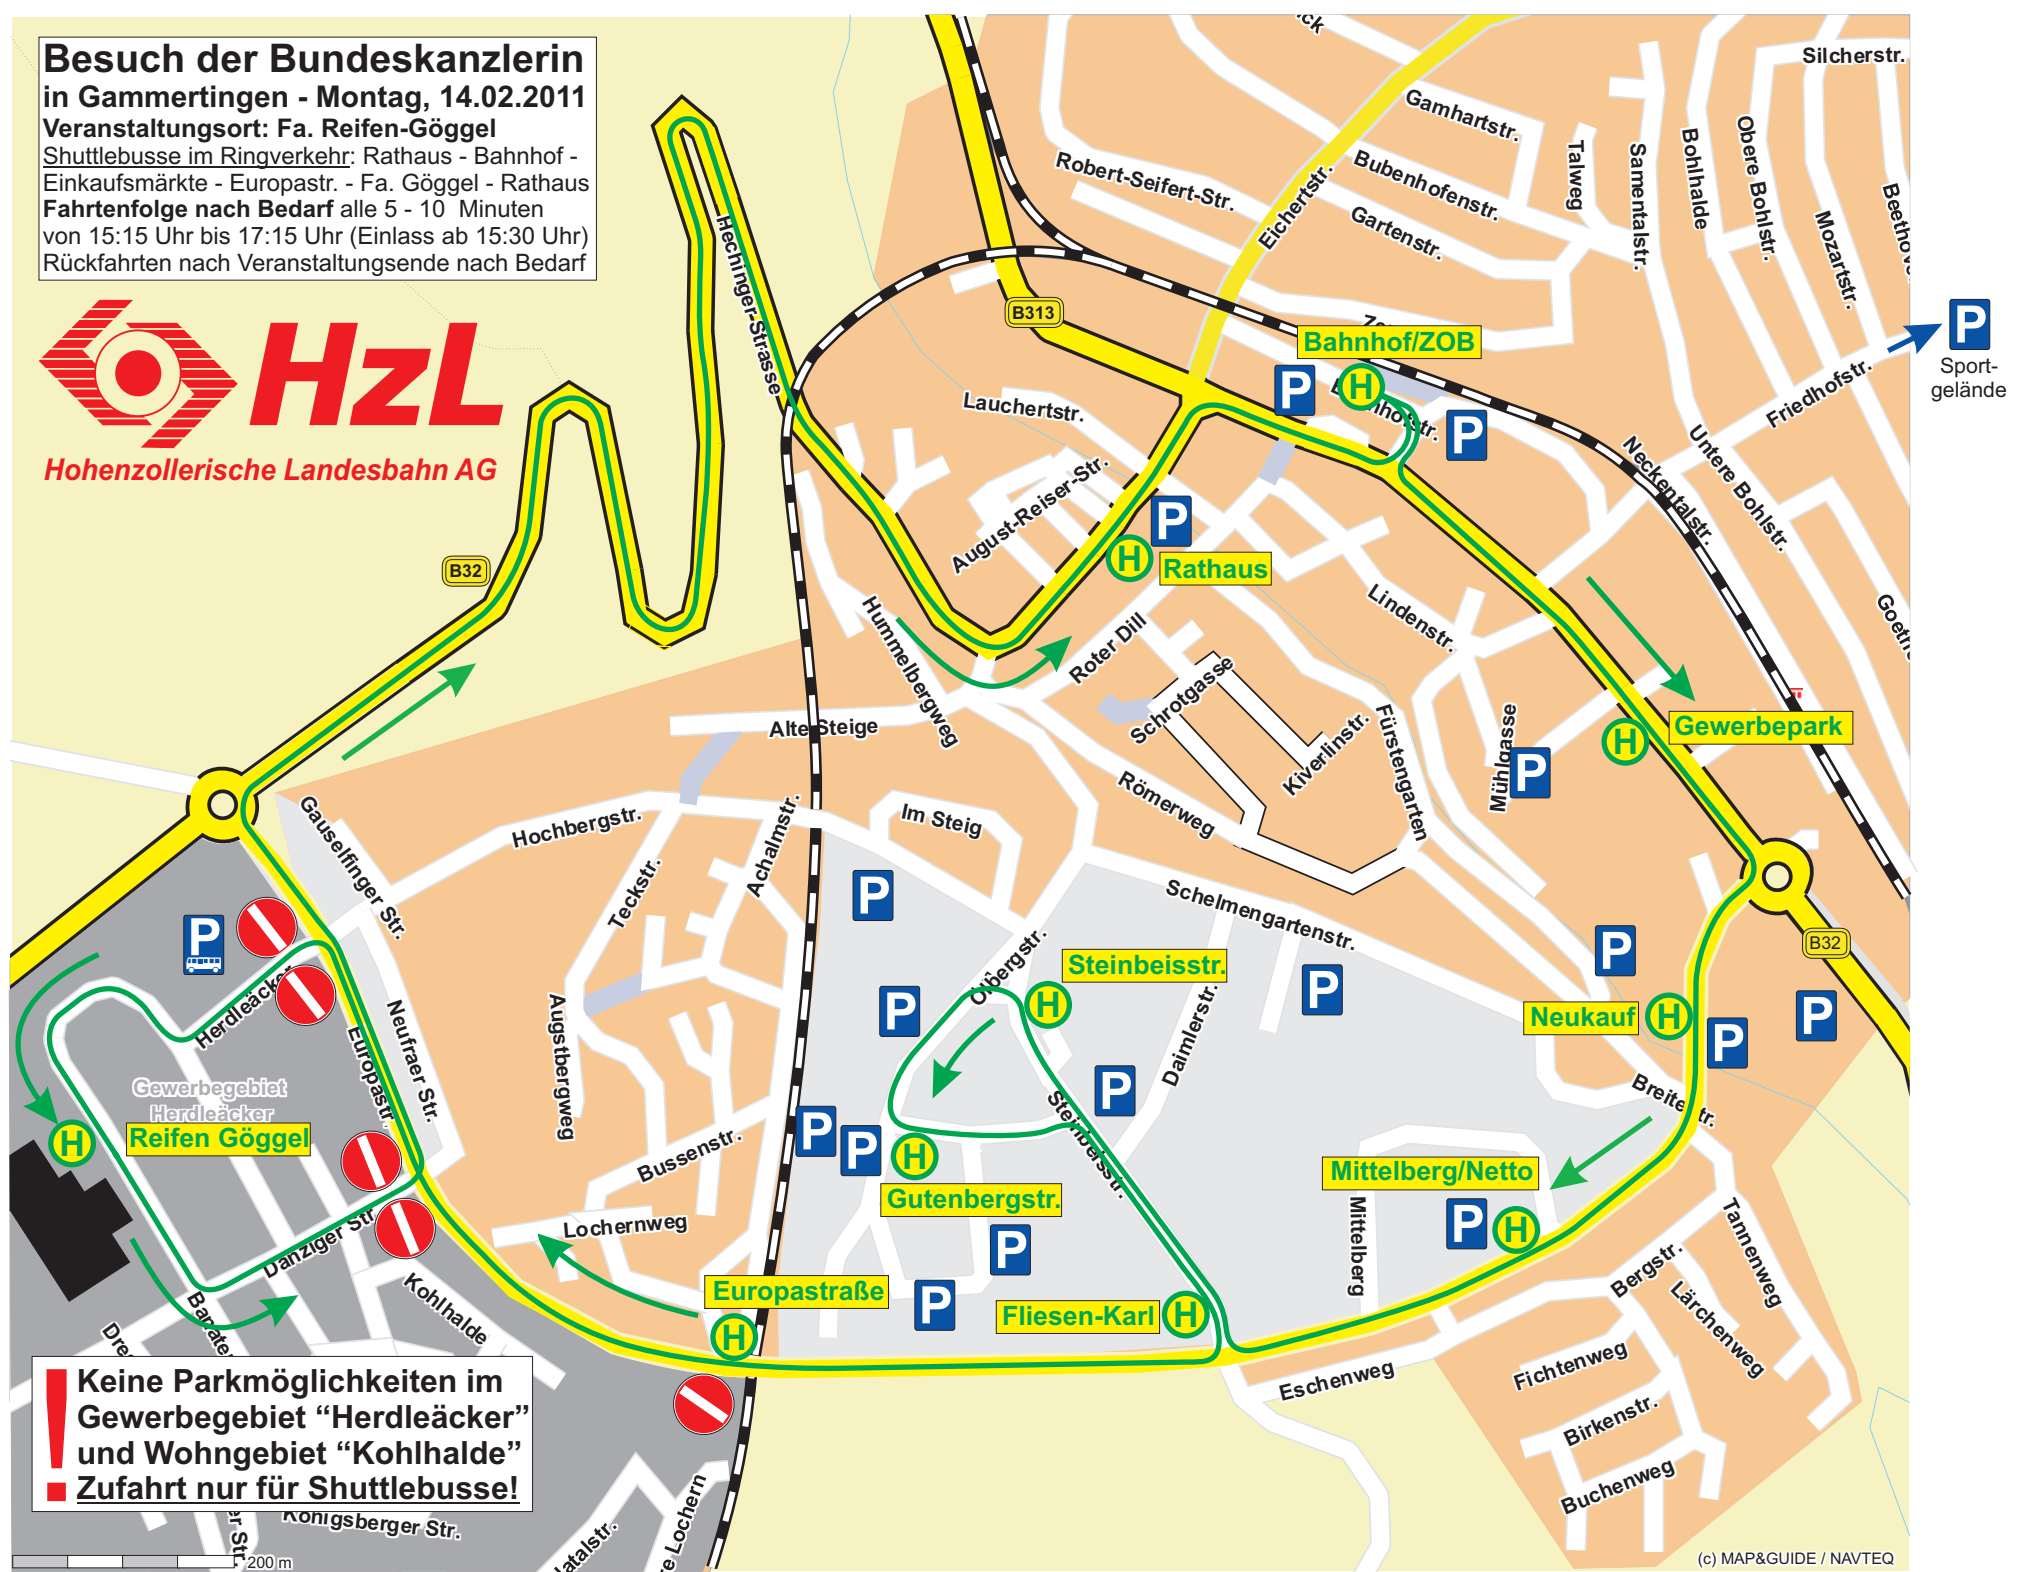 Besuch der Bundeskanzlerin
in Gammertingen - Montag, 14.02.2011
Veranstaltungsort: Fa. Reifen-Göggel
Shuttlebusse im Ringverkehr: Rathaus - Bahnhof -
Einkaufsmärkte - Europastr. - Fa. Göggel - Rathaus
Fahrtenfolge nach Bedarf alle 5 - 10 Minuten
von 15:15 Uhr bis 17:15 Uhr (Einlass ab 15:30 Uhr)
Rückfahrten nach Veranstaltungsende nach Bedarf
HzL
Hohenzollerische Landesbahn AG
Silcherstr.
Gamhartstr.
Robert-Seifert-Str.
Bubenhofenstr.
Gartenstr.
Eichertstr.
Talweg
Samentalstr.
Bohlhalde
Obere Bohlstr.
Mozartstr.
Hechinger-Strasse
B313
Bahnhof/ZOB
H
P
P
P
Sport-
gelände
Friedhofstr.
Lauchertstr.
August-Reiser-Str.
Neckentalstr.
Untere Bohlstr.
P
H
Rathaus
B32
Hummelbergweg
Roter Dill
Lindenstr.
Schrotgasse
Kiverlinstr.
Fürstengarten
Mühlgasse
P
H
Gewerbepark
Alte Steige
Römerweg
Im Steig
Hochbergstr.
Gauselfinger Str.
Teckstr.
Achalmstr.
P
Schelmengartenstr.
Ölbergstr.
Steinbeisstr.
H
P
P
P
B32
Neukauf
H
P
P
P
Herdleäcker
Europastr.
Neufraer Str.
Augstbergweg
Daimlerstr.
P
Steinbeisstr.
Breitestr.
Gewerbegebiet
Herdleäcker
Reifen Göggel
H
P
P
H
Gutenbergstr.
Bussenstr.
Lochernweg
Danziger Str.
Kohlhalde
Mittelberg/Netto
P
H
Mittelberg
Tannenweg
Bergstr.
Lärchenweg
Europastraße
H
P
P
Fliesen-Karl
H
Eschenweg
Fichtenweg
Birkenstr.
Buchenweg
! Keine Parkmöglichkeiten im
Gewerbegebiet “Herdleäcker”
und Wohngebiet “Kohlhalde”
Zufahrt nur für Shuttlebusse!
Königsberger Str.
200 m
(c) MAP&GUIDE / NAVTEQ